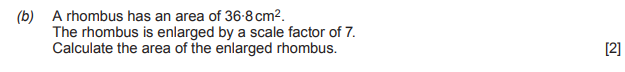 (b) A rhombus has an area of 36·8 cm².
The rhombus is enlarged by a scale factor of 7.
Calculate the area of the enlarged rhombus. [2]